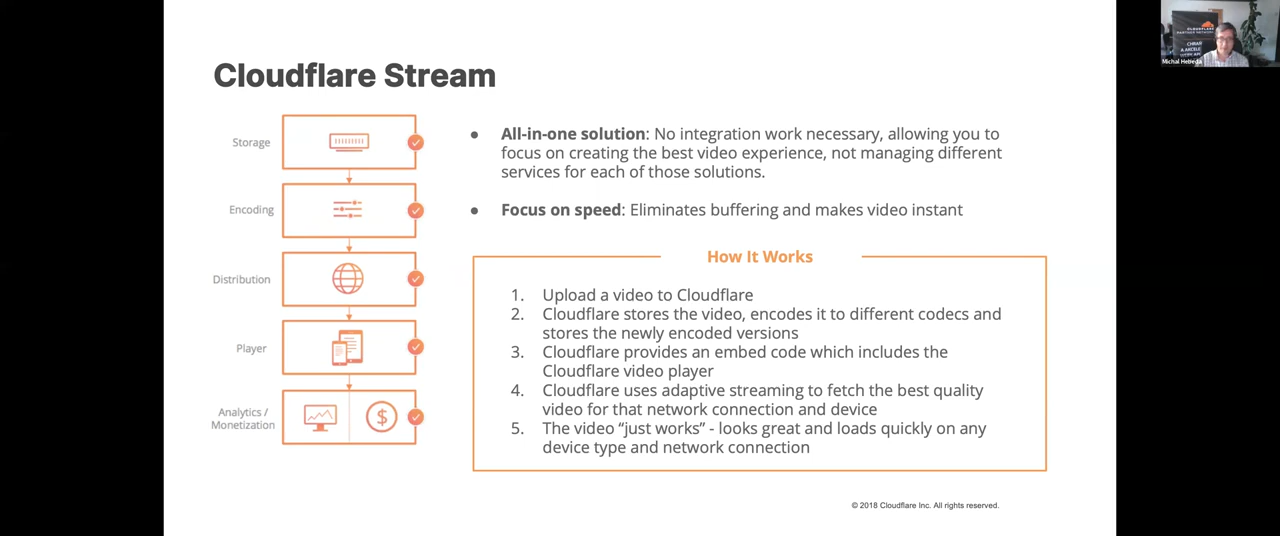 Cloudflare Stream
Storage
Encoding
Distribution
Player
Analytics /
Monetization
$
● All-in-one solution: No integration work necessary, allowing you to
focus on creating the best video experience, not managing different
services for each of those solutions.
● Focus on speed: Eliminates buffering and makes video instant
How It Works
1. Upload a video to Cloudflare
2. Cloudflare stores the video, encodes it to different codecs and
stores the newly encoded versions
3. Cloudflare provides an embed code which includes the
Cloudflare video player
4. Cloudflare uses adaptive streaming to fetch the best quality
video for that network connection and device
5. The video “just works” - looks great and loads quickly on any
device type and network connection
© 2018 Cloudflare Inc. All rights reserved.
CLOUDFLARE
PARTNER NETWORK
Michal Hebeda